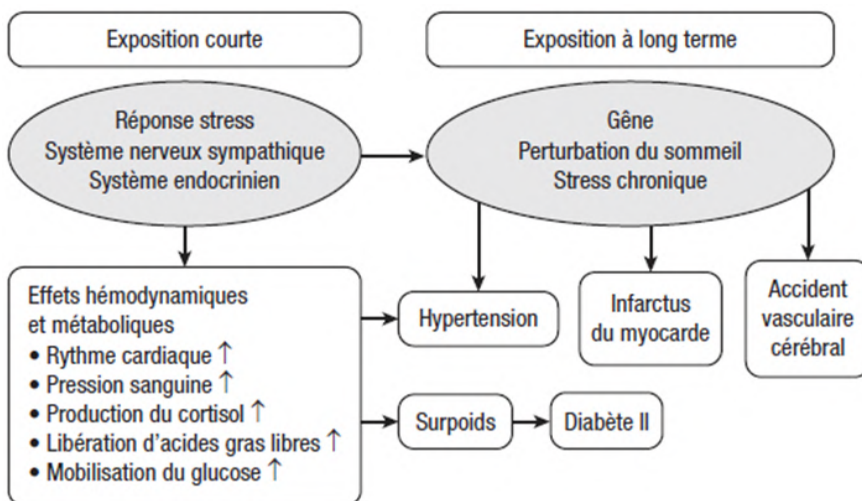 Exposition courte
Exposition à long terme
Réponse stress
Système nerveux sympathique
Système endocrinien
Gêne
Perturbation du sommeil
Stress chronique
Effets hémodynamiques
et métaboliques
• Rythme cardiaque ↑
• Pression sanguine ↑
• Production du cortisol ↑
• Libération d'acides gras libres ↑
• Mobilisation du glucose ↑
Hypertension
Infarctus
du myocarde
Accident
vasculaire
cérébral
Surpoids
Diabète II